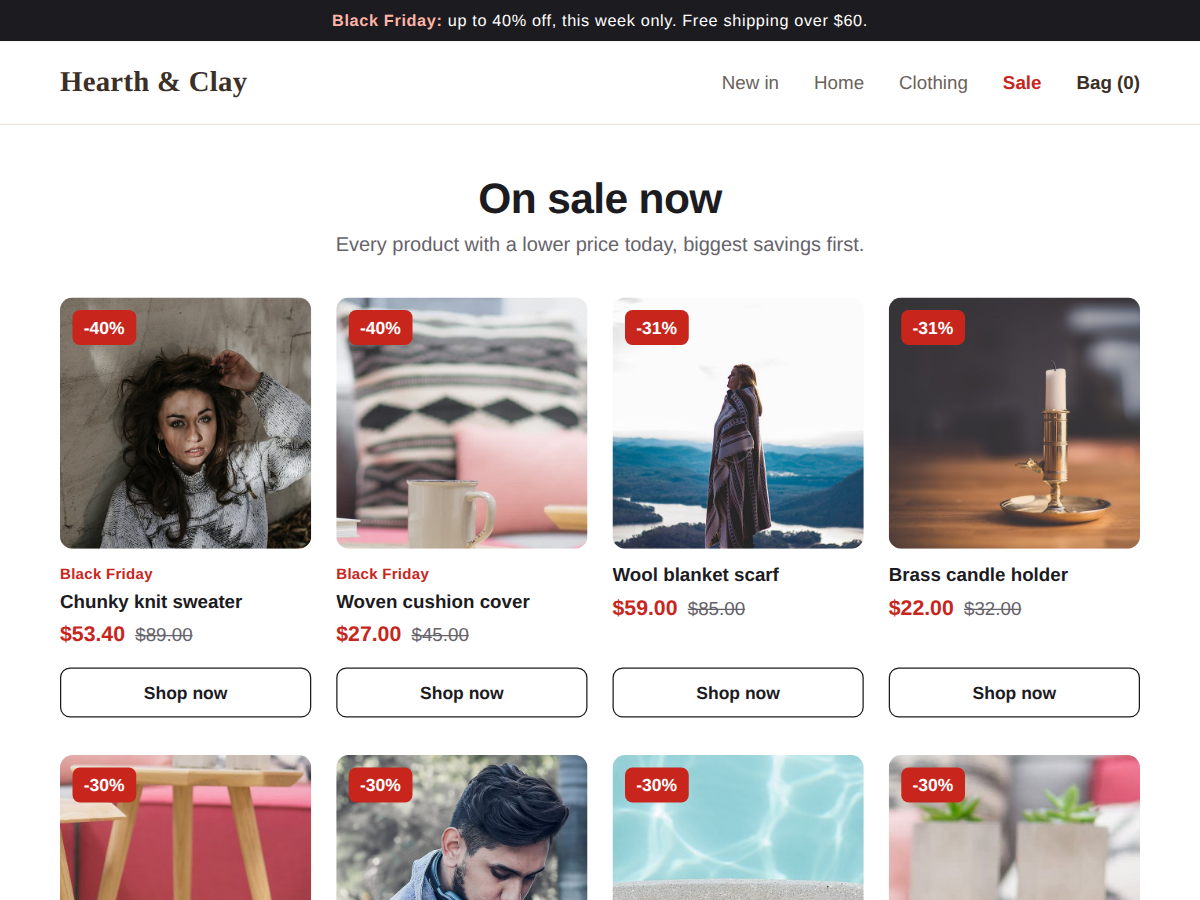 Black Friday: up to 40% off, this week only. Free shipping over $60.
Hearth & Clay
New in Home Clothing Sale Bag (0)
On sale now
Every product with a lower price today, biggest savings first.
-40% -40% -31% -31%
Black Friday Black Friday
Chunky knit sweater Woven cushion cover Wool blanket scarf Brass candle holder
$53.40 $89.00 $27.00 $45.00 $59.00 $85.00 $22.00 $32.00
Shop now Shop now Shop now Shop now
-30% -30% -30% -30%